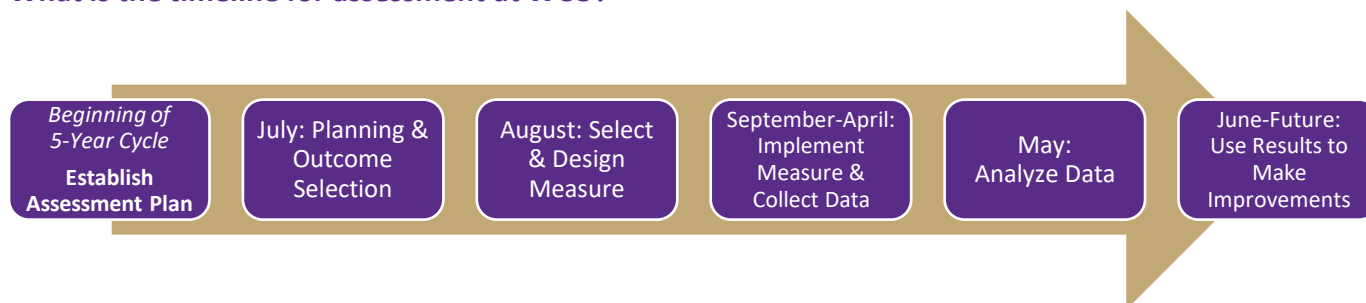 Beginning of
5-Year Cycle
Establish
Assessment Plan
July: Planning &
Outcome
Selection
August: Select
& Design
Measure
September-April:
Implement
Measure &
Collect Data
May:
Analyze Data
June-Future:
Use Results to
Make
Improvements